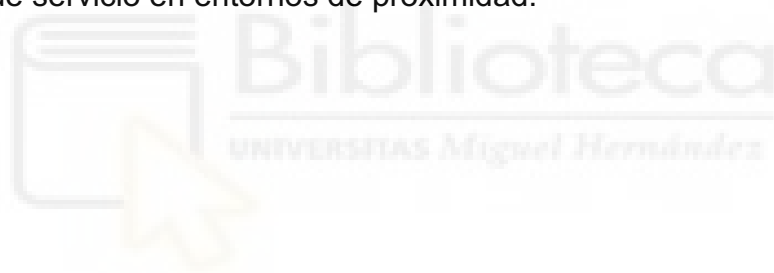 de servicio en entornos de proximidad.
Biblioteca
UNIVERSITAS Miguel Hernández